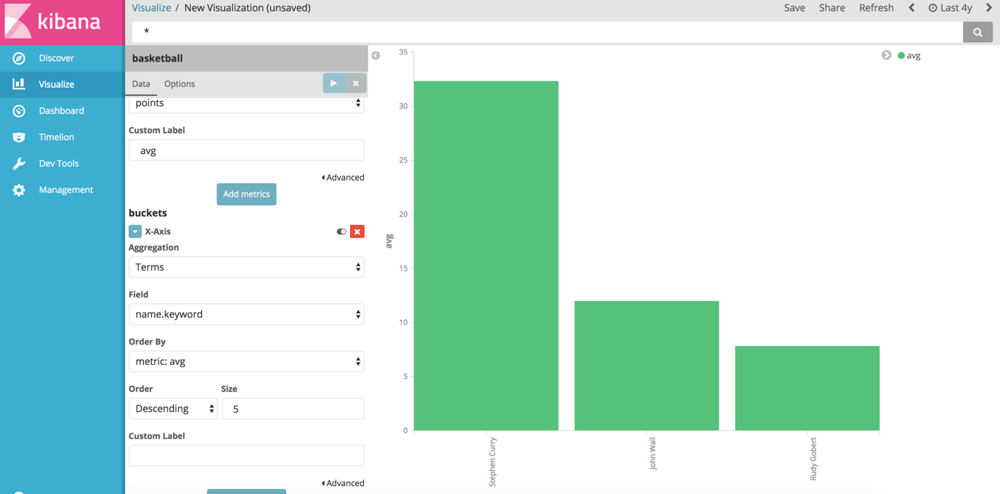 kibana
Discover
Visualize
Dashboard
Timelion
Dev Tools
Management
Visualize / New Visualization (unsaved)
Save Share Refresh Last 4y
*
basketball
Data Options
points
Custom Label
avg
Advanced
Add metrics
buckets
X-Axis
Aggregation
Terms
Field
name.keyword
Order By
metric: avg
Order Size
Descending 5
Custom Label
Advanced
avg
35
30
25
20
15
10
5
0
avg
Stephen Curry
John Wall
Rudy Gobert